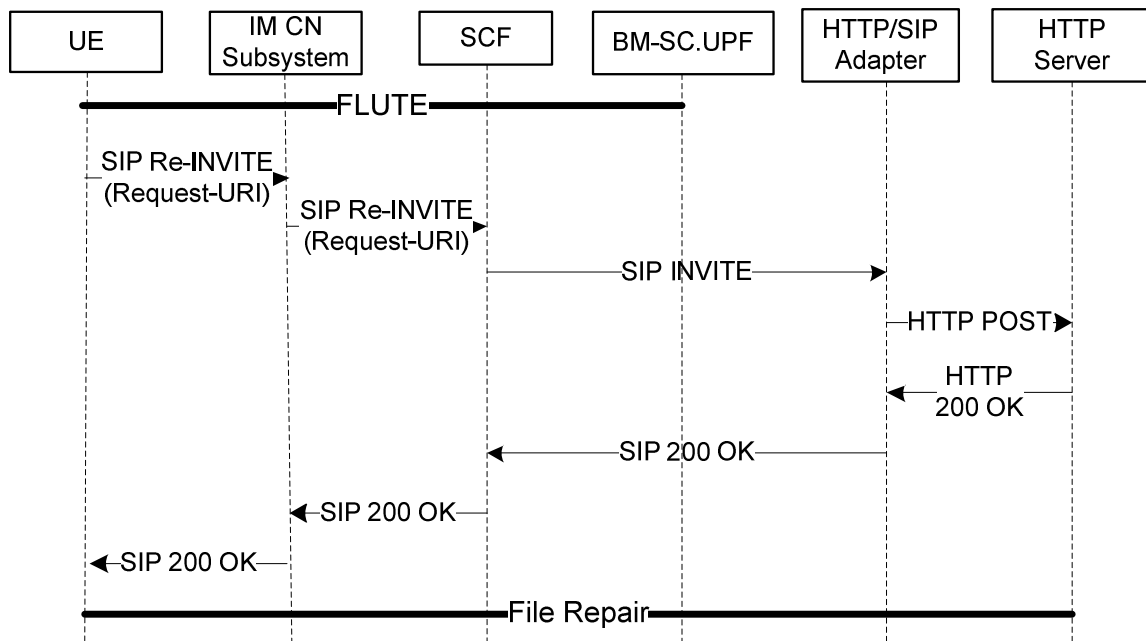 UE
IM CN
Subsystem
SCF
BM-SC.UPF
HTTP/SIP
Adapter
HTTP
Server
FLUTE
SIP Re-INVITE
(Request-URI)
SIP Re-INVITE
(Request-URI)
SIP INVITE
HTTP POST
HTTP
200 OK
SIP 200 OK
SIP 200 OK
SIP 200 OK
File Repair